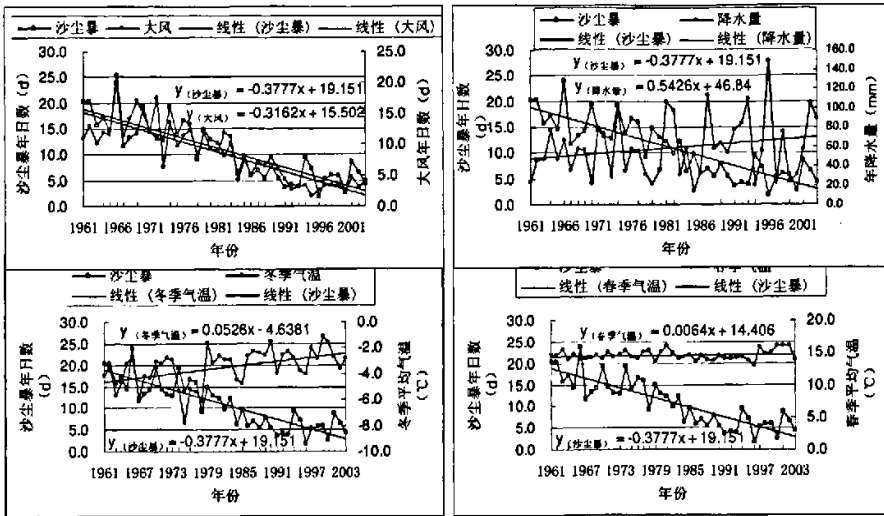 沙尘暴 大风 线性(沙尘暴) 线性(大风)
y(沙尘暴) = -0.3777x + 19.151
y(大风) = -0.3162x + 15.502
沙尘暴年日数(d)
30.0
25.0
20.0
15.0
10.0
5.0
0.0
大风年日数(d)
25.0
20.0
15.0
10.0
5.0
0.0
1961 1966 1971 1976 1981 1986 1991 1996 2001
年份
沙尘暴 降水量
线性(沙尘暴) 线性(降水量)
y(沙尘暴) = -0.3777x + 19.151
y(降水量) = 0.5426x + 46.84
沙尘暴年日数
(d)
30.0
25.0
20.0
15.0
10.0
5.0
0.0
年降水量(mm)
160.0
140.0
120.0
100.0
80.0
60.0
40.0
20.0
0.0
1961 1966 1971 1976 1981 1986 1991 1996 2001
年份
沙尘暴 冬季气温
线性(冬季气温) 线性(沙尘暴)
y(冬季气温) = 0.0526x - 4.6381
y(沙尘暴) = -0.3777x + 19.151
沙尘暴年日数
(d)
30.0
25.0
20.0
15.0
10.0
5.0
0.0
冬季平均气温
(℃)
0.0
-2.0
-4.0
-6.0
-8.0
-10.0
1961 1967 1973 1979 1985 1991 1997 2003
年份
沙尘暴 春季气温
线性(春季气温) 线性(沙尘暴)
y(春季气温) = 0.0064x + 14.406
y(沙尘暴) = -0.3777x + 19.151
沙尘暴年日数
(d)
30.0
25.0
20.0
15.0
10.0
5.0
0.0
春季平均气温
(℃)
20.0
15.0
10.0
5.0
0.0
1961 1967 1973 1979 1985 1991 1997 2003
年份